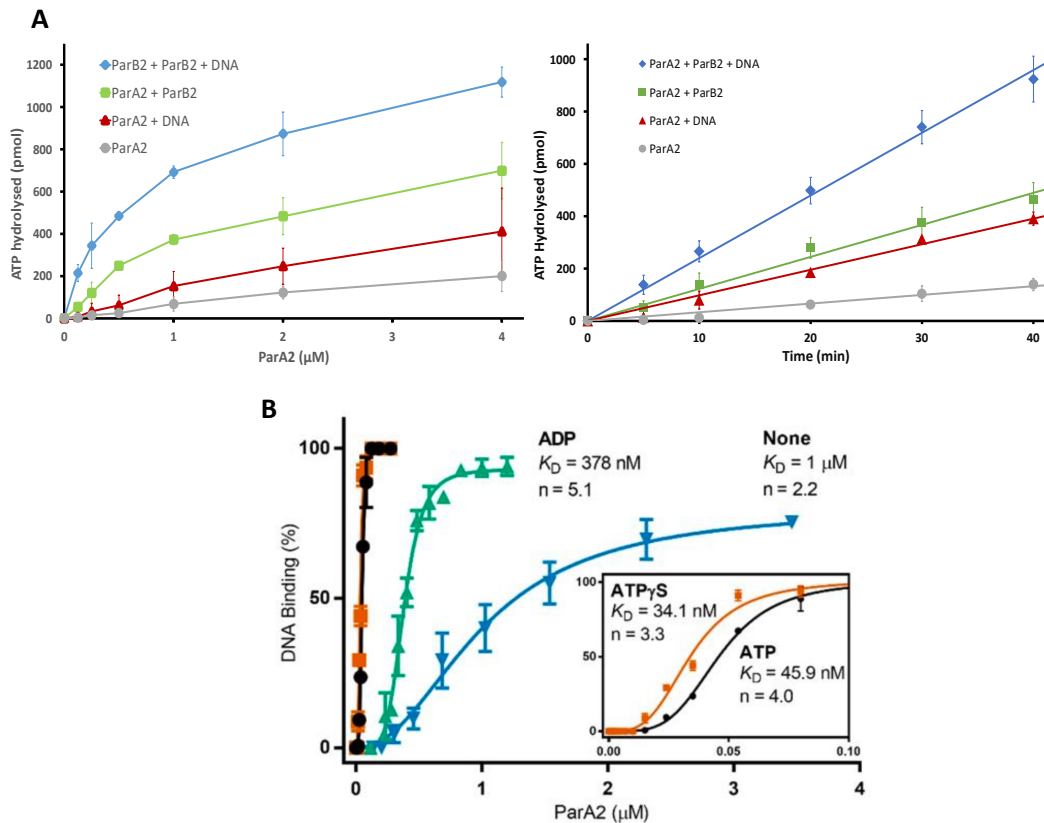 A
ATP hydrolysed (pmol)
1200
1000
800
600
400
200
0
ParB2 + ParB2 + DNA
ParA2 + ParB2
ParA2 + DNA
ParA2
0 1 2 3 4
ParA2 (µM)
ATP Hydrolysed (pmol)
1000
800
600
400
200
0
ParA2 + ParB2 + DNA
ParA2 + ParB2
ParA2 + DNA
ParA2
0 10 20 30 40
Time (min)
B
DNA Binding (%)
100
50
0
ADP
KD = 378 nM
n = 5.1
None
KD = 1 µM
n = 2.2
100
50
0
ATPγS
KD = 34.1 nM
n = 3.3
ATP
KD = 45.9 nM
n = 4.0
0.00 0.05 0.10
0 1 2 3 4
ParA2 (µM)